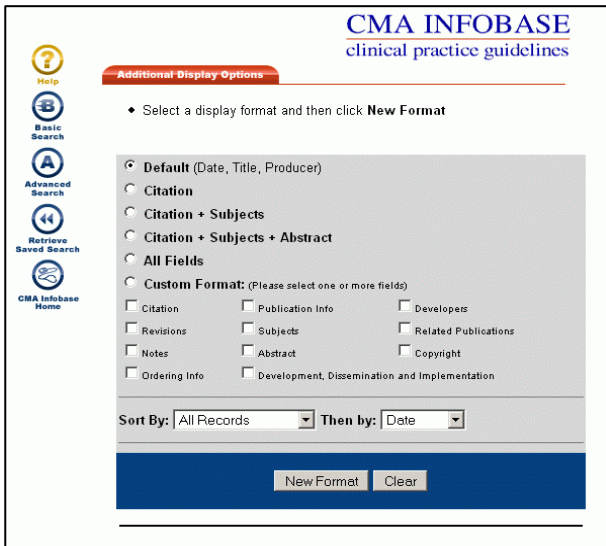 CMA INFOBASE
clinical practice guidelines
Help
Basic
Search
Advanced
Search
Retrieve
Saved Search
CMA Infobase
Home
Additional Display Options
Select a display format and then click New Format
Default (Date, Title, Producer)
Citation
Citation + Subjects
Citation + Subjects + Abstract
All Fields
Custom Format: (Please select one or more fields)
Citation Publication Info Developers
Revisions Subjects Related Publications
Notes Abstract Copyright
Ordering Info Development, Dissemination and Implementation
Sort By: All Records Then by: Date
New Format Clear